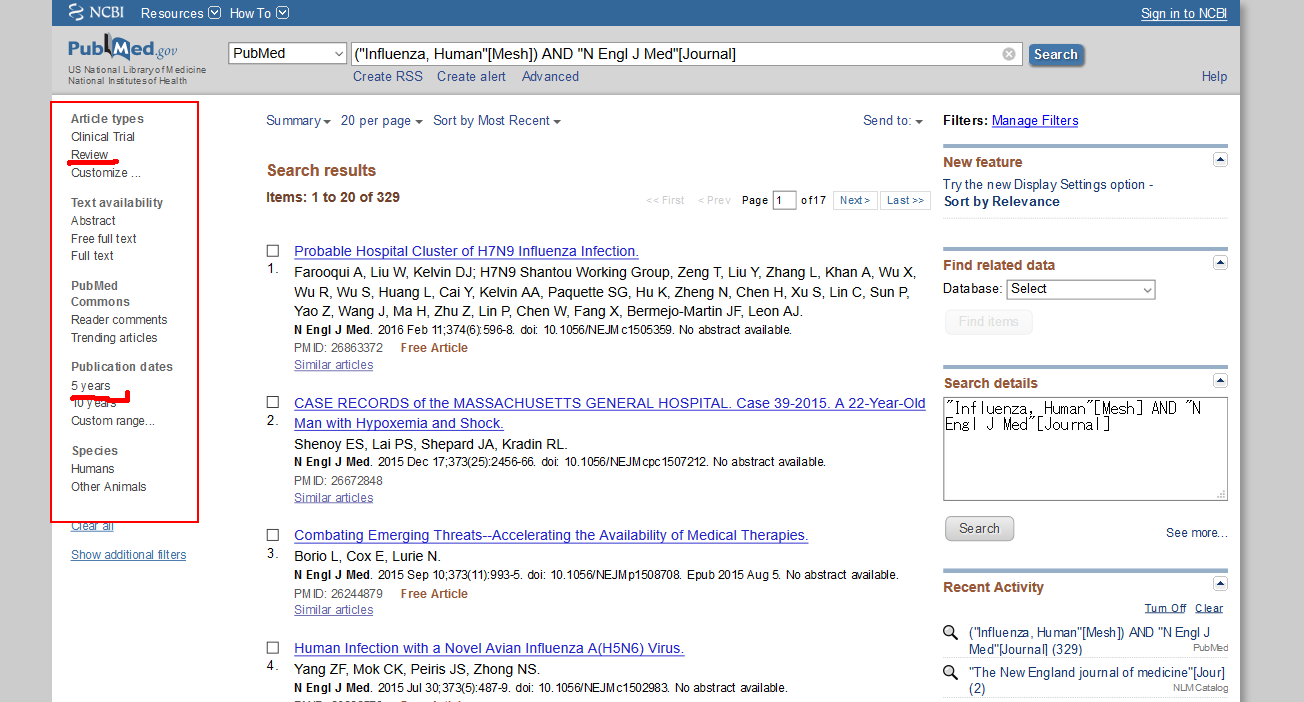 NCBI Resources How To Sign in to NCBI
PubMed.gov
US National Library of Medicine
National Institutes of Health
PubMed
("Influenza, Human"[Mesh]) AND "N Engl J Med"[Journal]
Search
Create RSS Create alert Advanced
Help
Article types
Clinical Trial
Review
Customize ...
Text availability
Abstract
Free full text
Full text
PubMed
Commons
Reader comments
Trending articles
Publication dates
5 years
10 years
Custom range...
Species
Humans
Other Animals
Clear all
Show additional filters
Summary 20 per page Sort by Most Recent Send to:
Search results
Items: 1 to 20 of 329
<< First < Prev Page 1 of 17 Next > Last >>
Probable Hospital Cluster of H7N9 Influenza Infection.
1. Farooqui A, Liu W, Kelvin DJ; H7N9 Shantou Working Group, Zeng T, Liu Y, Zhang L, Khan A, Wu X,
Wu R, Wu S, Huang L, Cai Y, Kelvin AA, Paquette SG, Hu K, Zheng N, Chen H, Xu S, Lin C, Sun P,
Yao Z, Wang J, Ma H, Zhu Z, Lin P, Chen W, Fang X, Bermejo-Martin JF, Leon AJ.
N Engl J Med. 2016 Feb 11;374(6):596-8. doi: 10.1056/NEJMc1505359. No abstract available.
PMID: 26863372 Free Article
Similar articles
CASE RECORDS of the MASSACHUSETTS GENERAL HOSPITAL. Case 39-2015. A 22-Year-Old
2. Man with Hypoxemia and Shock.
Shenoy ES, Lai PS, Shepard JA, Kradin RL.
N Engl J Med. 2015 Dec 17;373(25):2456-66. doi: 10.1056/NEJMcpc1507212. No abstract available.
PMID: 26672848
Similar articles
Combating Emerging Threats--Accelerating the Availability of Medical Therapies.
3. Borio L, Cox E, Lurie N.
N Engl J Med. 2015 Sep 10;373(11):993-5. doi: 10.1056/NEJMp1508708. Epub 2015 Aug 5. No abstract available.
PMID: 26244879 Free Article
Similar articles
Human Infection with a Novel Avian Influenza A(H5N6) Virus.
4. Yang ZF, Mok CK, Peiris JS, Zhong NS.
N Engl J Med. 2015 Jul 30;373(5):487-9. doi: 10.1056/NEJMc1502983. No abstract available.
Filters: Manage Filters
New feature
Try the new Display Settings option -
Sort by Relevance
Find related data
Database: Select
Find items
Search details
"Influenza, Human"[Mesh] AND "N
Engl J Med"[Journal]
Search
See more...
Recent Activity
Turn Off Clear
("Influenza, Human"[Mesh]) AND "N Engl J
Med"[Journal] (329) PubMed
"The New England journal of medicine"[Jour]
(2) NLM Catalog